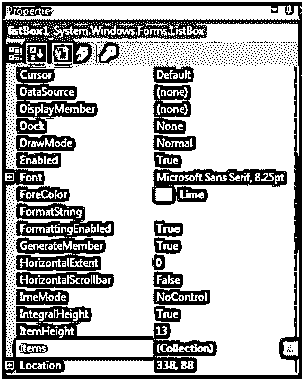 Properties
listBox1 System.Windows.Forms.ListBox
Cursor Default
DataSource (none)
DisplayMember (none)
Dock None
DrawMode Normal
Enabled True
Font Microsoft Sans Serif, 8.25pt
ForeColor Lime
FormatString
FormattingEnabled True
GenerateMember True
HorizontalExtent 0
HorizontalScrollbar False
ImeMode NoControl
IntegralHeight True
ItemHeight 13
Items (Collection) ...
Location 338, 88